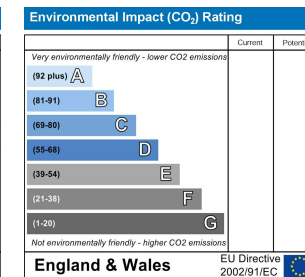 Environmental Impact (CO₂) Rating
Current
Very environmentally friendly - lower CO2 emissions
(92 plus) A
(81-91) B
(69-80) C
(55-68) D
(39-54) E
(21-38) F
(1-20) G
Not environmentally friendly - higher CO2 emissions
England & Wales
EU Directive
2002/91/EC